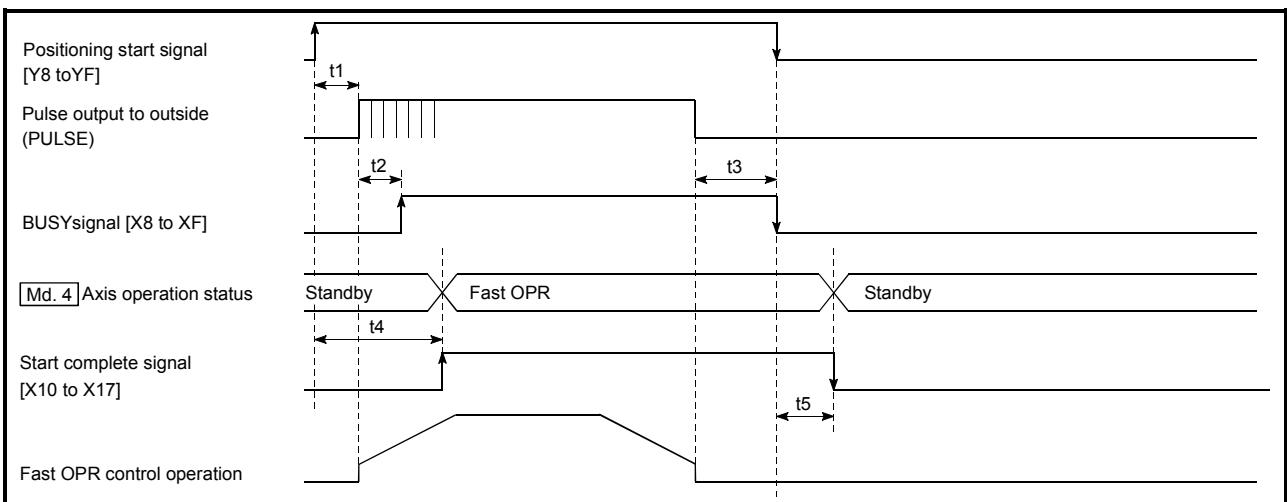 Positioning start signal
[Y8 toYF]
t1
Pulse output to outside
(PULSE)
t2
t3
BUSYsignal [X8 to XF]
Md. 4 Axis operation status
Standby
Fast OPR
Standby
t4
Start complete signal
[X10 to X17]
t5
Fast OPR control operation